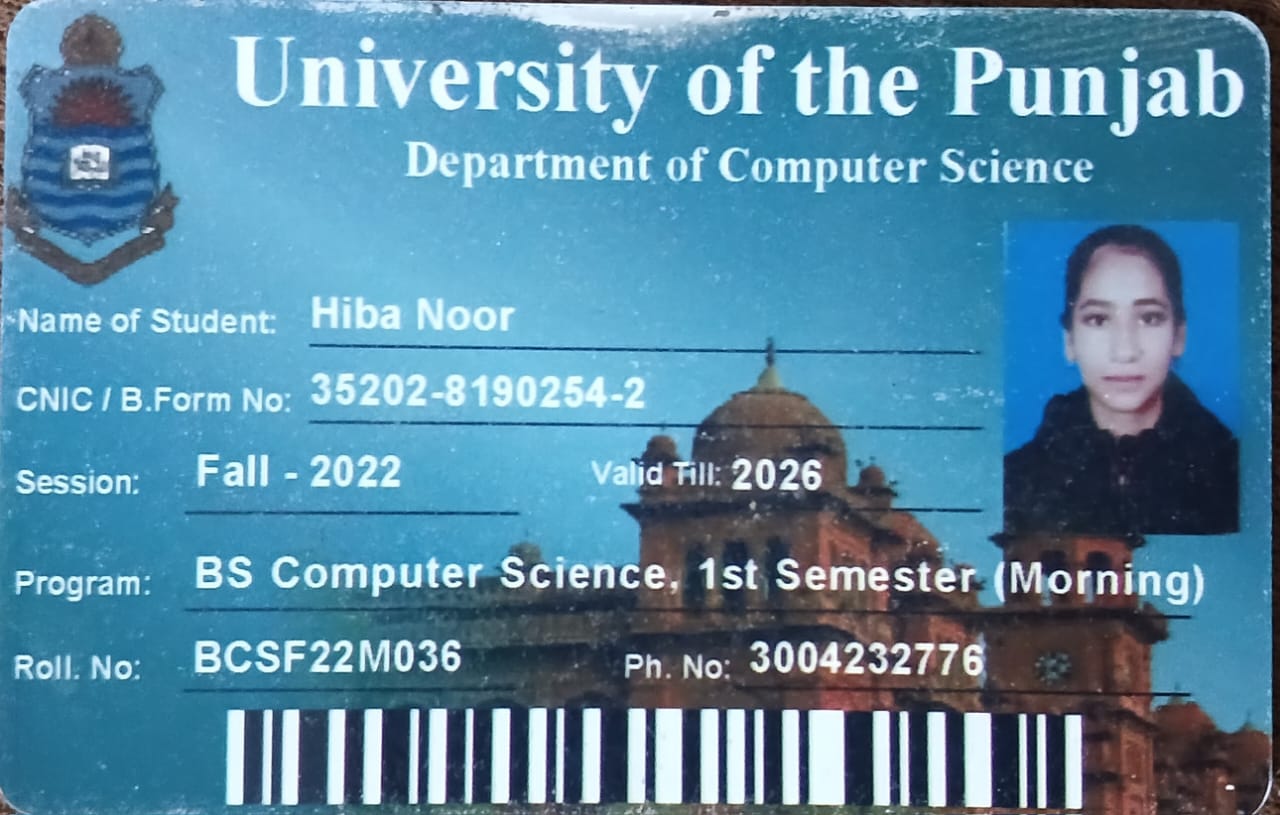 University of the Punjab
Department of Computer Science
Name of Student: Hiba Noor
CNIC / B.Form No: 35202-8190254-2
Session: Fall - 2022 Valid Till: 2026
Program: BS Computer Science, 1st Semester (Morning)
Roll. No: BCSF22M036 Ph. No: 3004232776